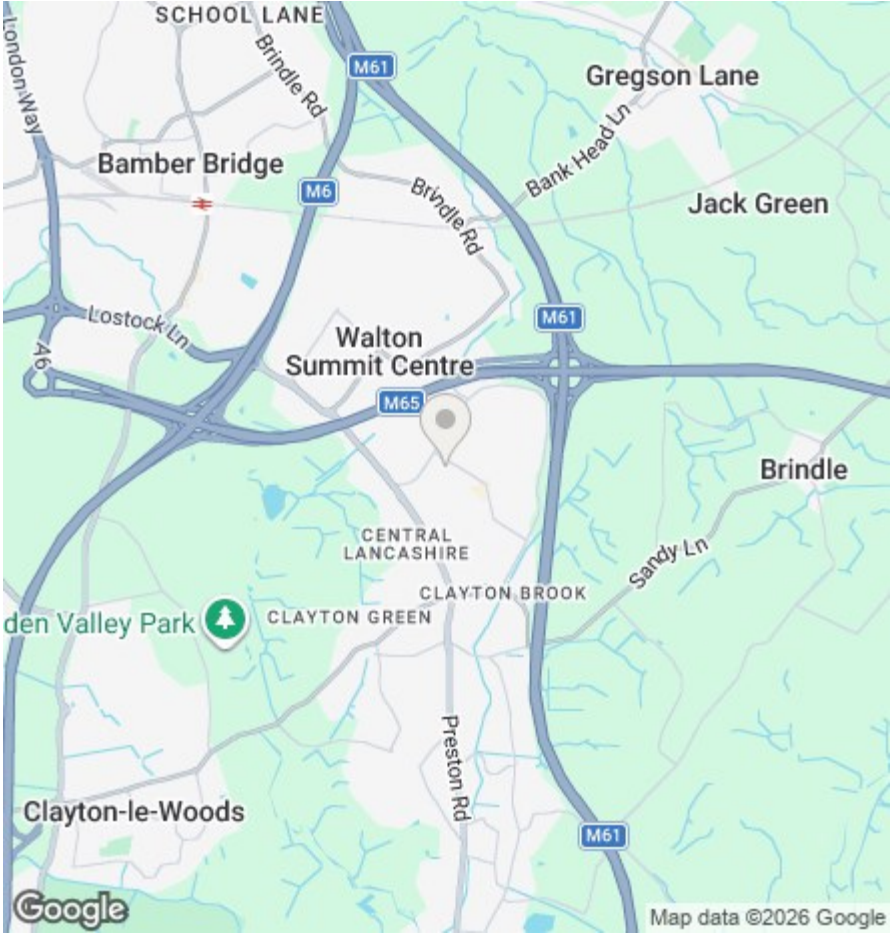 SCHOOL LANE
London Way
Brindle Rd
M61
Gregson Lane
Bank Head Ln
Bamber Bridge
M6
Brindle Rd
Jack Green
Lostock Ln
M61
A6
Walton
Summit Centre
M65
Brindle
CENTRAL
LANCASHIRE
Sandy Ln
CLAYTON BROOK
CLAYTON GREEN
den Valley Park
Preston Rd
Clayton-le-Woods
M61
Google
Map data ©2026 Google